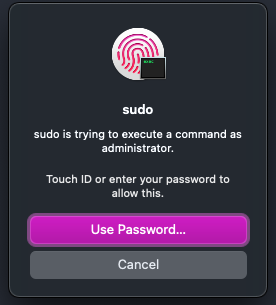 sudo
sudo is trying to execute a command as
administrator.
Touch ID or enter your password to
allow this.
Use Password...
Cancel